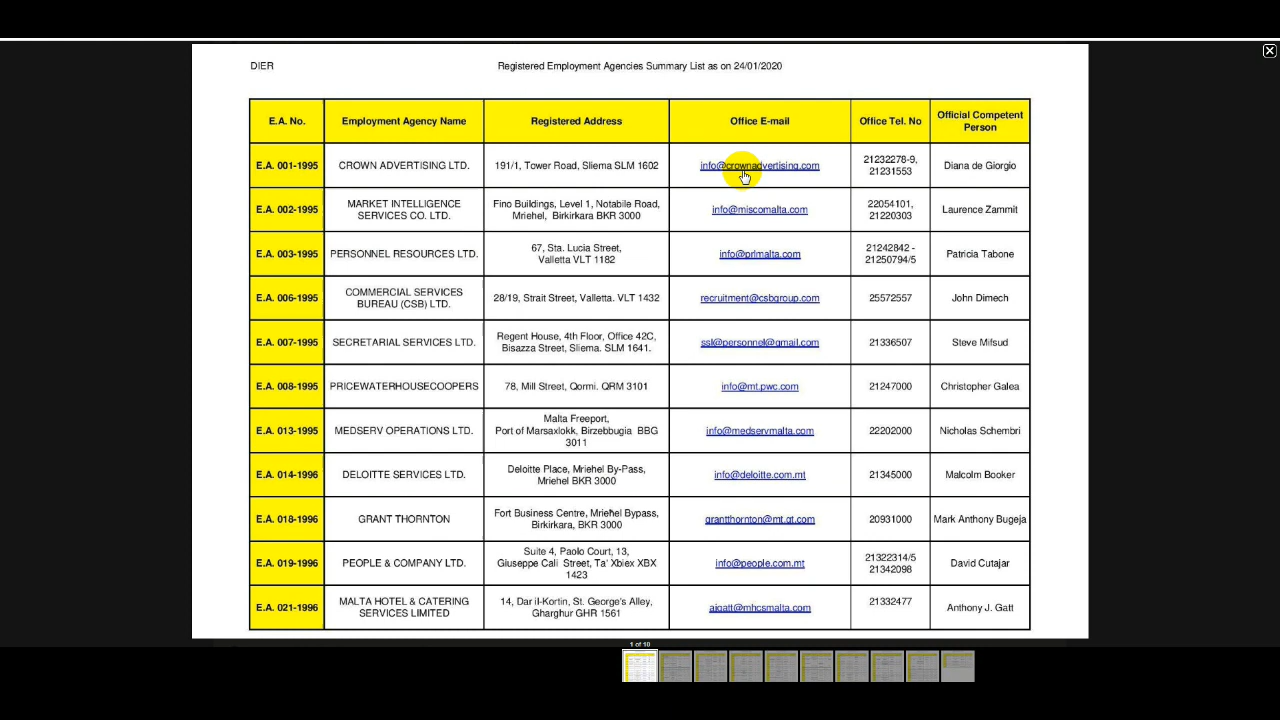 DIER
Registered Employment Agencies Summary List as on 24/01/2020
E.A. No.
Employment Agency Name
Registered Address
Office E-mail
Office Tel. No
Official Competent
Person
E.A. 001-1995
CROWN ADVERTISING LTD.
191/1, Tower Road, Sliema SLM 1602
info@crownadvertising.com
21232278-9,
21231553
Diana de Giorgio
E.A. 002-1995
MARKET INTELLIGENCE
SERVICES CO. LTD.
Fino Buildings, Level 1, Notabile Road,
Mriehel, Birkirkara BKR 3000
info@miscomalta.com
22054101,
21220303
Laurence Zammit
E.A. 003-1995
PERSONNEL RESOURCES LTD.
67, Sta. Lucia Street,
Valletta VLT 1182
info@prlmalta.com
21242842 -
21250794/5
Patricia Tabone
E.A. 006-1995
COMMERCIAL SERVICES
BUREAU (CSB) LTD.
28/19, Strait Street, Valletta. VLT 1432
recruitment@csbgroup.com
25572557
John Dimech
E.A. 007-1995
SECRETARIAL SERVICES LTD.
Regent House, 4th Floor, Office 42C,
Bisazza Street, Sliema. SLM 1641.
ssl@personnel@gmail.com
21336507
Steve Mifsud
E.A. 008-1995
PRICEWATERHOUSECOOPERS
78, Mill Street, Qormi. QRM 3101
info@mt.pwc.com
21247000
Christopher Galea
E.A. 013-1995
MEDSERV OPERATIONS LTD.
Malta Freeport,
Port of Marsaxlokk, Birzebbugia BBG
3011
info@medservmalta.com
22202000
Nicholas Schembri
E.A. 014-1996
DELOITTE SERVICES LTD.
Deloitte Place, Mriehel By-Pass,
Mriehel BKR 3000
info@deloitte.com.mt
21345000
Malcolm Booker
E.A. 018-1996
GRANT THORNTON
Fort Business Centre, Mrieħel Bypass,
Birkirkara, BKR 3000
grantthornton@mt.gt.com
20931000
Mark Anthony Bugeja
E.A. 019-1996
PEOPLE & COMPANY LTD.
Suite 4, Paolo Court, 13,
Giuseppe Cali Street, Ta' Xbiex XBX
1423
info@people.com.mt
21322314/5
21342098
David Cutajar
E.A. 021-1996
MALTA HOTEL & CATERING
SERVICES LIMITED
14, Dar il-Kortin, St. George's Alley,
Gharghur GHR 1561
ajgatt@mhcsmalta.com
21332477
Anthony J. Gatt
1 of 10